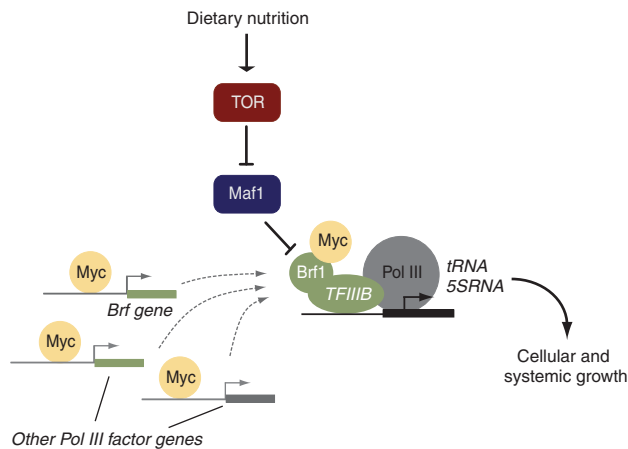 Dietary nutrition
TOR
Maf1
Myc
Brf1
Pol III
TFIIIB
tRNA
5SRNA
Myc
Brf gene
Myc
Myc
Other Pol III factor genes
Cellular and
systemic growth